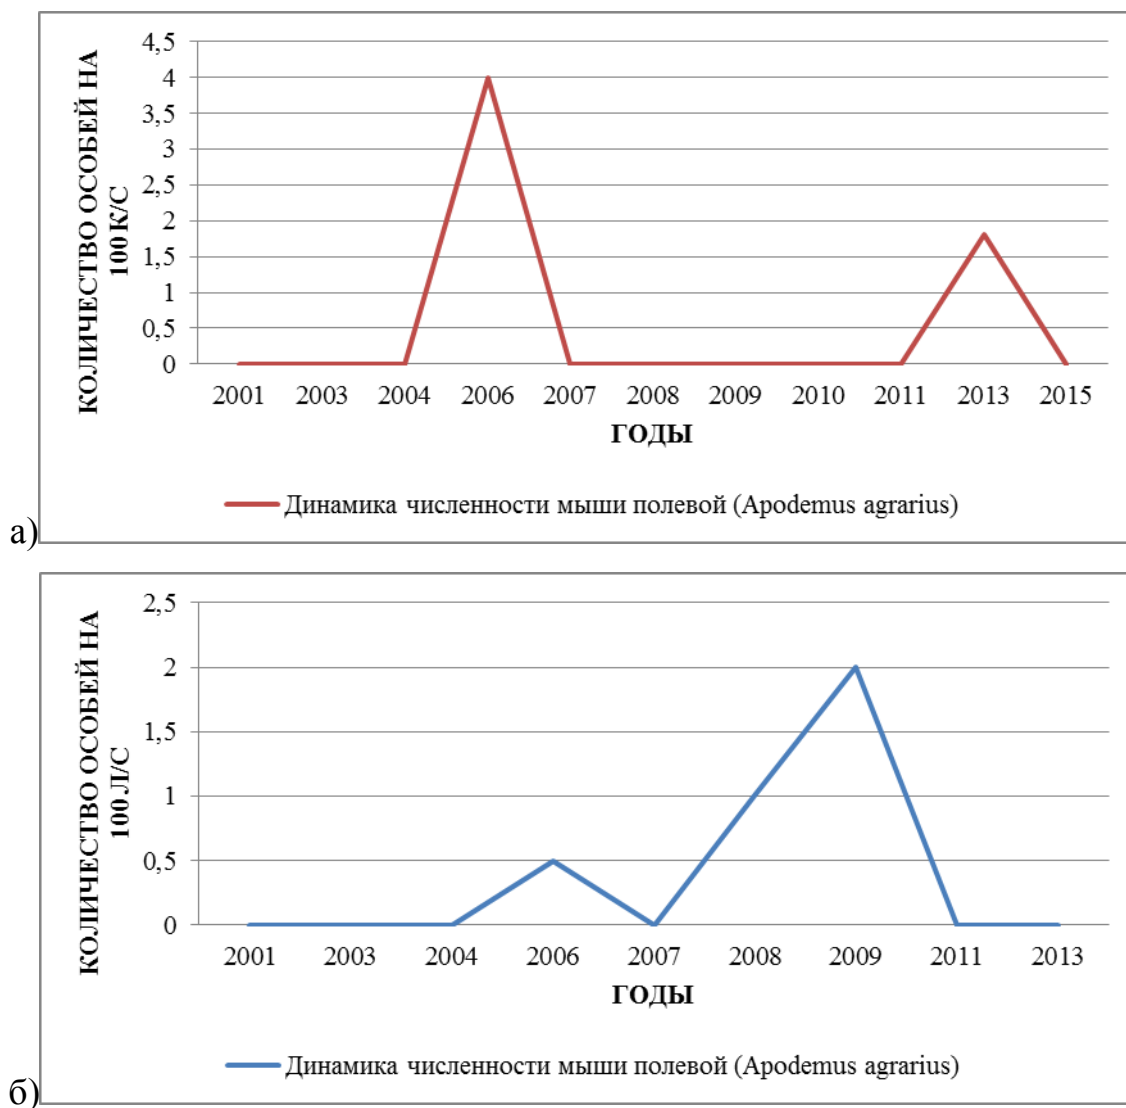 КОЛИЧЕСТВО ОСОБЕЙ НА
100 К/С
4,5
4
3,5
3
2,5
2
1,5
1
0,5
0
2001 2003 2004 2006 2007 2008 2009 2010 2011 2013 2015
ГОДЫ
Динамика численности мыши полевой (Apodemus agrarius)
а)
КОЛИЧЕСТВО ОСОБЕЙ НА
100 Л/С
2,5
2
1,5
1
0,5
0
2001 2003 2004 2006 2007 2008 2009 2011 2013
ГОДЫ
Динамика численности мыши полевой (Apodemus agrarius)
б)